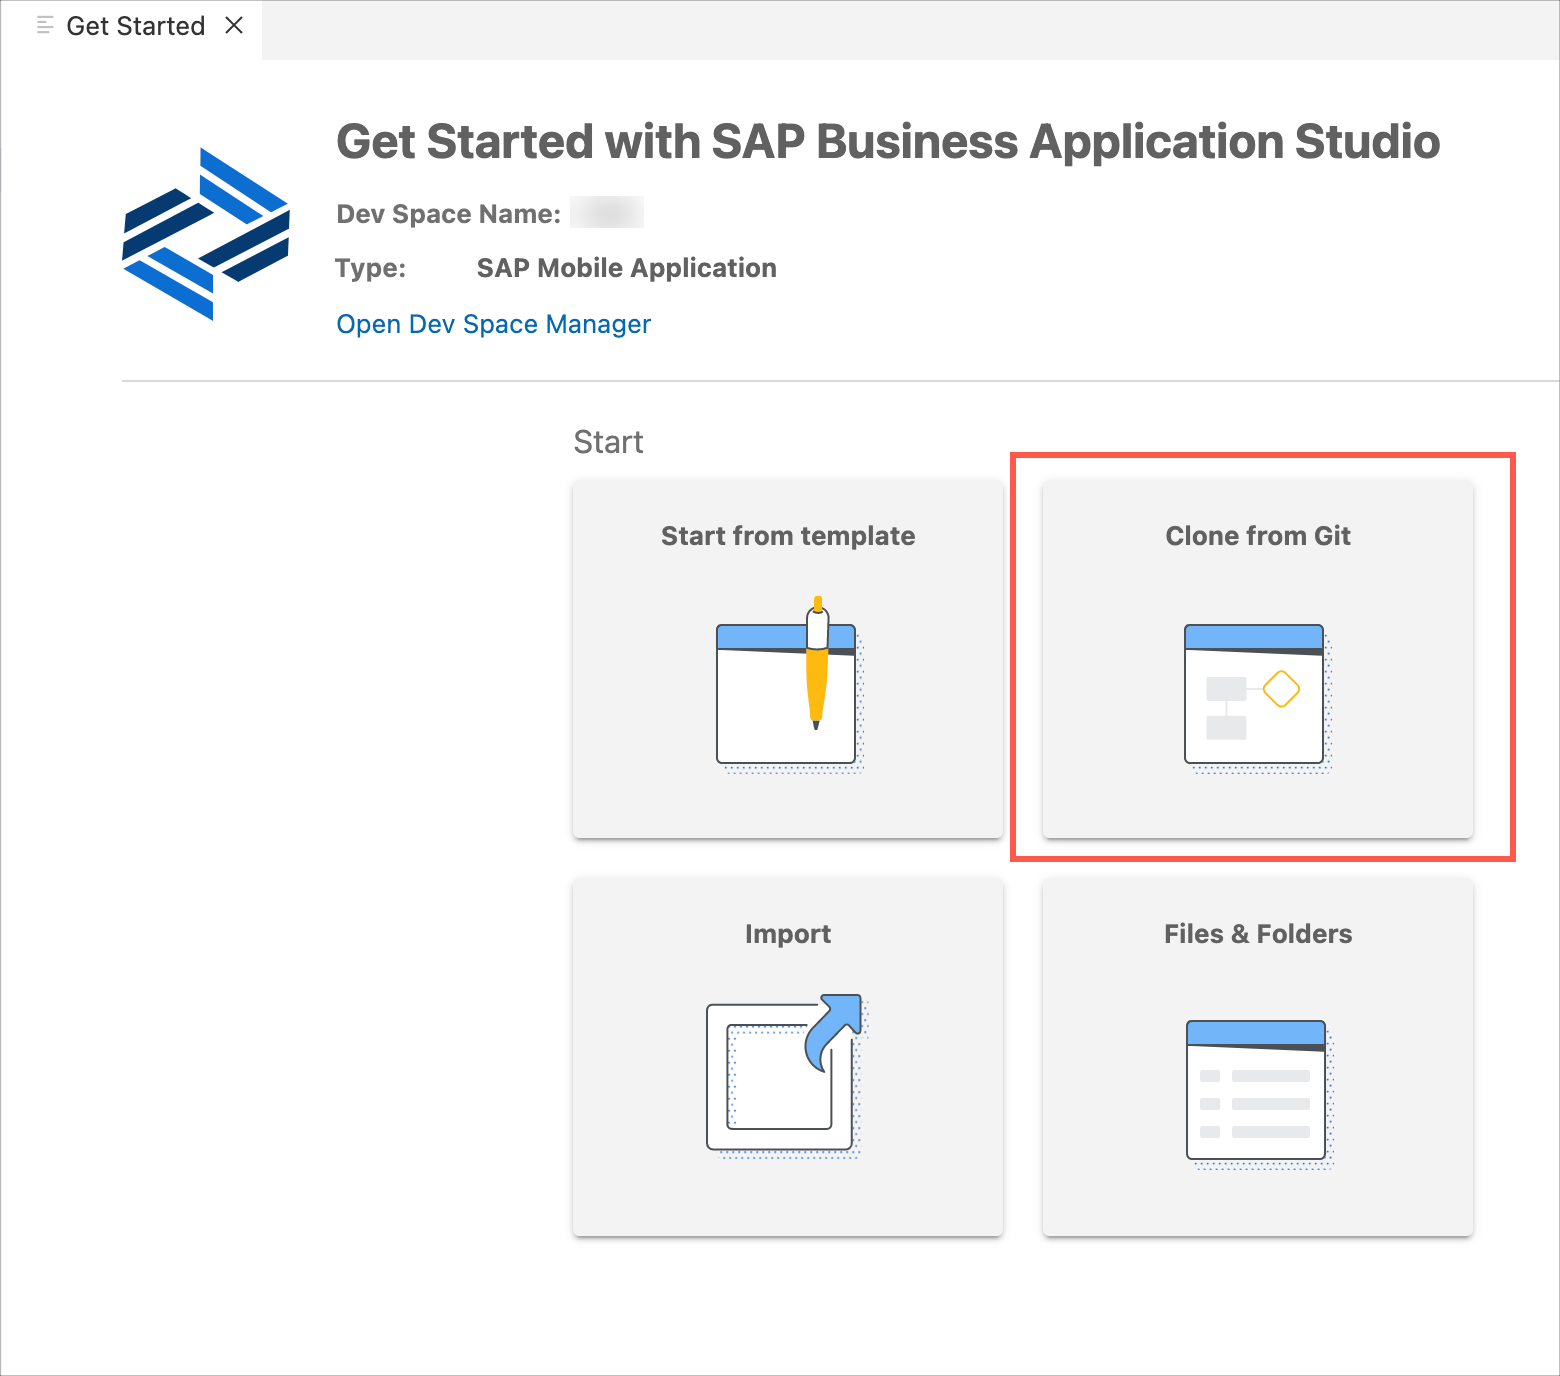 Get Started
Get Started with SAP Business Application Studio
Dev Space Name:
Type: SAP Mobile Application
Open Dev Space Manager
Start
Start from template
Clone from Git
Import
Files & Folders